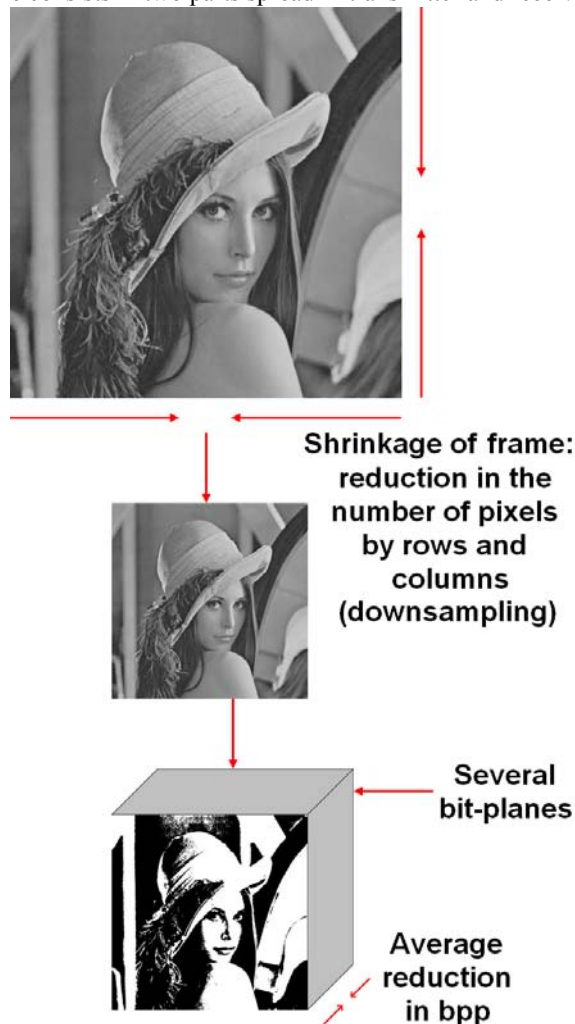 Shrinkage of frame:
reduction in the
number of pixels
by rows and
columns
(downsampling)
Several
bit-planes
Average
reduction
in bpp